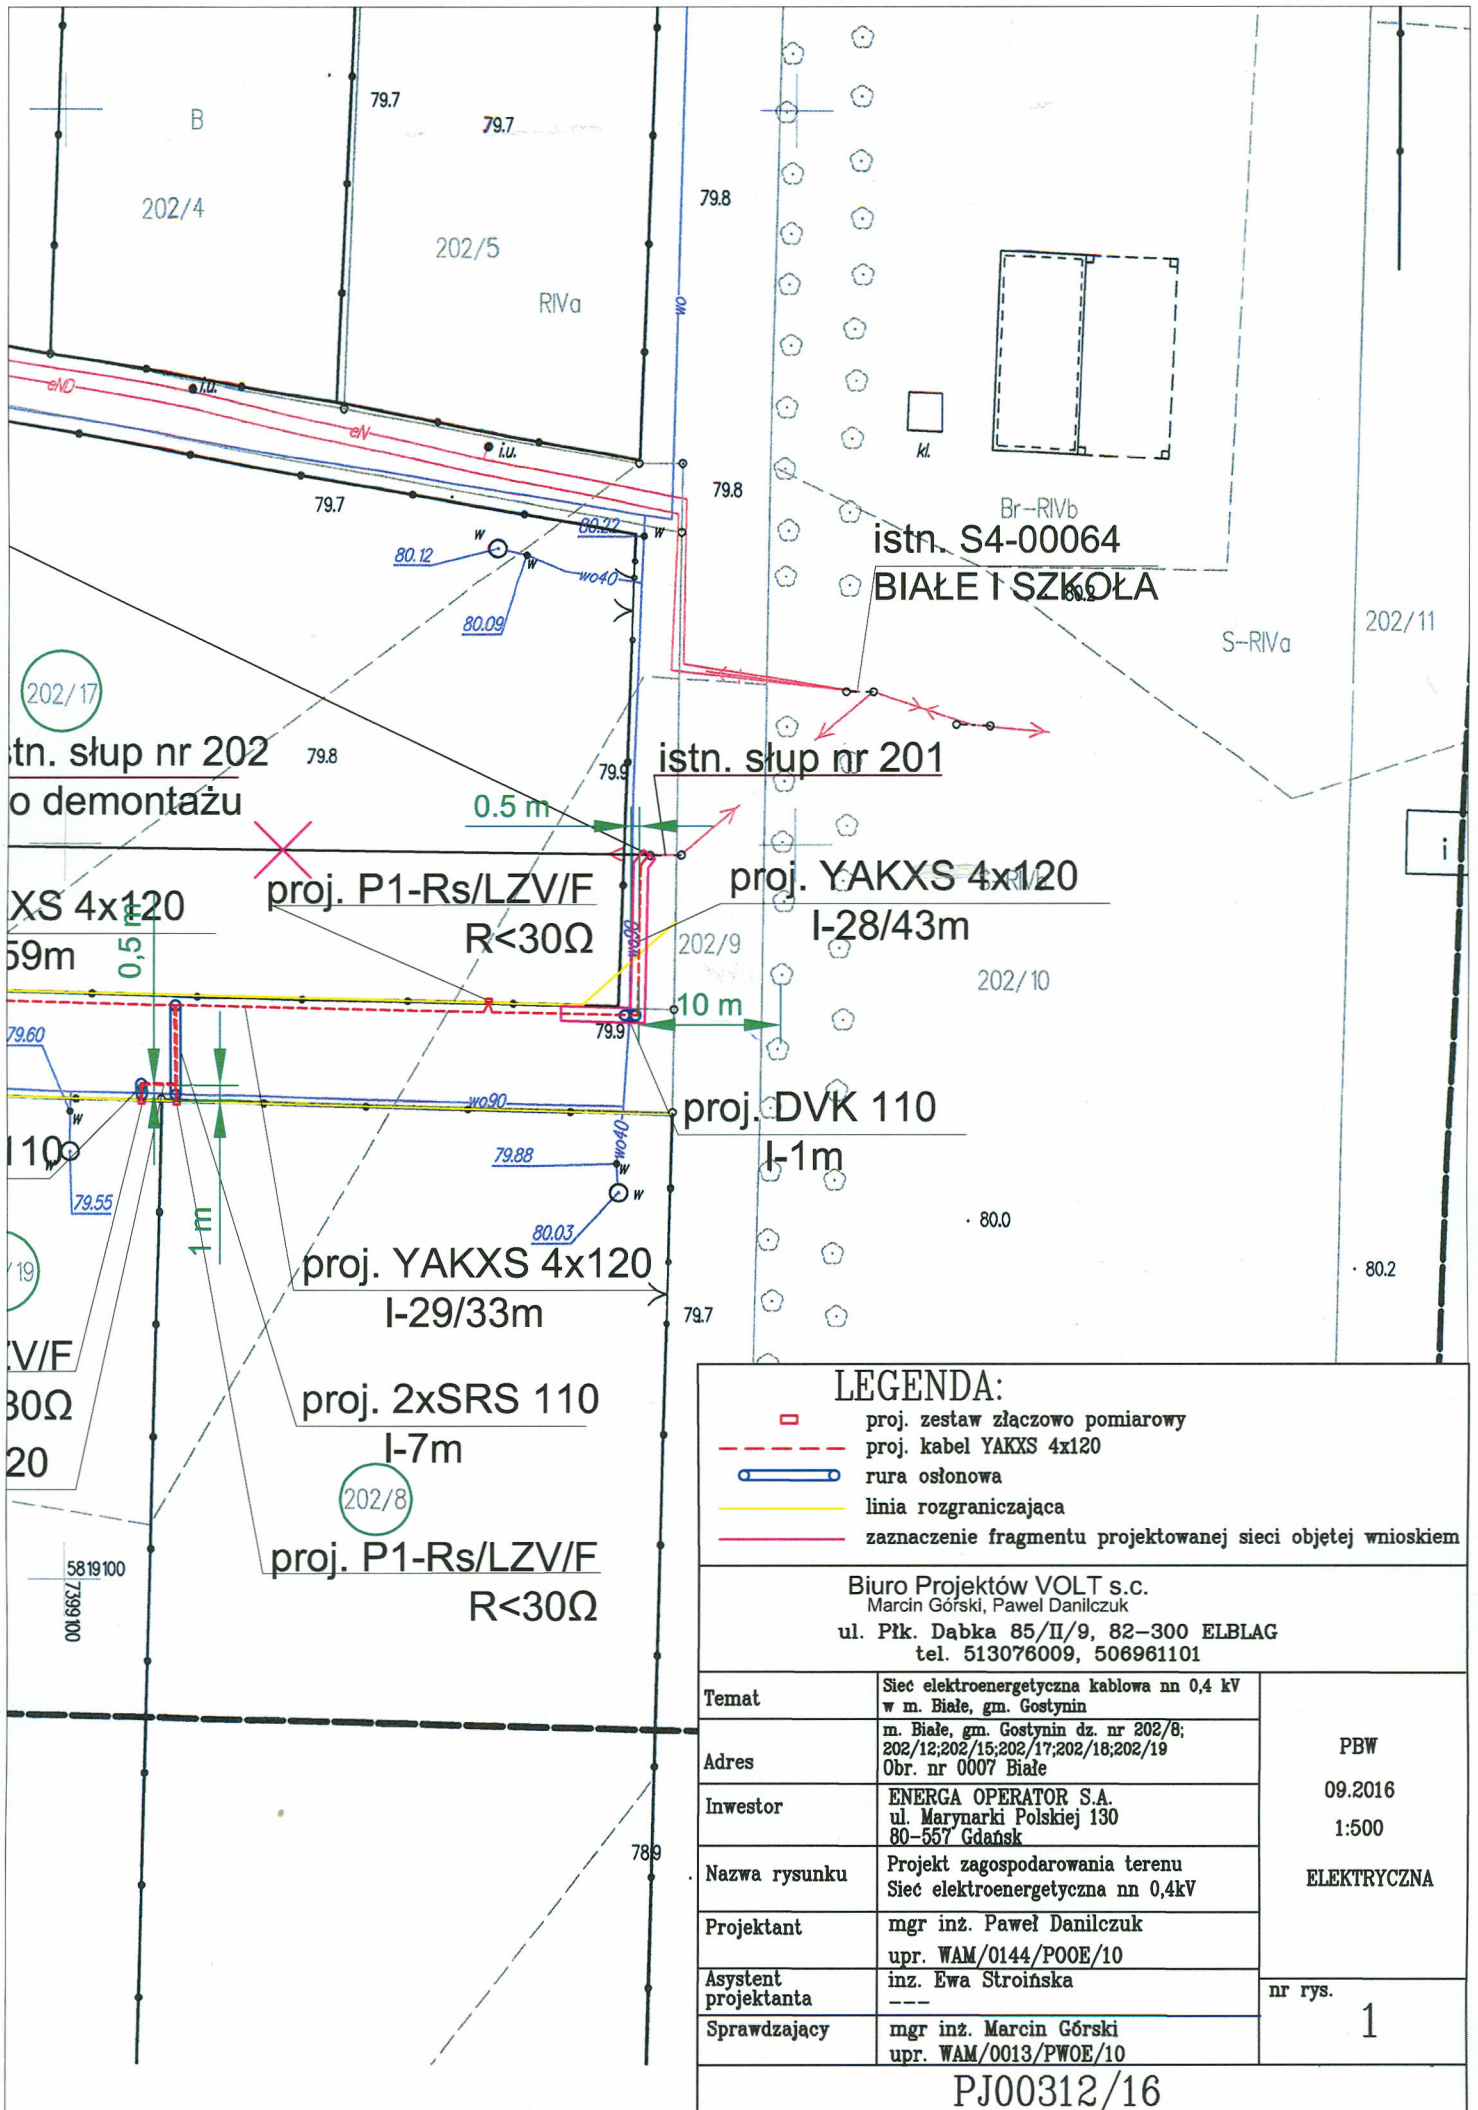 B
79.7
79.7
202/4
79.8
202/5
RIVa
wo
eND
i.u.
eN
i.u.
kl.
79.8
79.7
Br-RIVb
istn. S4-00064
BIAŁE I SZKOŁA
80.2
w
80.22
w
80.12
w
wo40
80.09
202/11
S-RIVa
202/17
stn. słup nr 202
o demontażu
79.8
79.9
istn. słup nr 201
0.5 m
i
XS 4x120
59m
0,5 m
proj. P1-Rs/LZV/F
R<30Ω
proj. YAKXS 4x120
l-28/43m
wo90
202/9
202/10
10 m
79.9
79.60
w
wo90
proj. DVK 110
l-1m
110
w
79.55
wo40
79.88
w
w
80.03
80.0
1 m
/19
proj. YAKXS 4x120
l-29/33m
80.2
79.7
ZV/F
30Ω
20
proj. 2xSRS 110
l-7m
202/8
proj. P1-Rs/LZV/F
R<30Ω
5819100
7399100
789
LEGENDA:
proj. zestaw złączowo pomiarowy
proj. kabel YAKXS 4x120
rura osłonowa
linia rozgraniczająca
zaznaczenie fragmentu projektowanej sieci objętej wnioskiem
Biuro Projektów VOLT s.c.
Marcin Górski, Pawel Danilczuk
ul. Płk. Dąbka 85/II/9, 82-300 ELBLAG
tel. 513076009, 506961101
Temat
Sieć elektroenergetyczna kablowa nn 0,4 kV
w m. Białe, gm. Gostynin
Adres
m. Białe, gm. Gostynin dz. nr 202/8;
202/12;202/15;202/17;202/18;202/19
Obr. nr 0007 Białe
Inwestor
ENERGA OPERATOR S.A.
ul. Marynarki Polskiej 130
80-557 Gdańsk
Nazwa rysunku
Projekt zagospodarowania terenu
Sieć elektroenergetyczna nn 0,4kV
Projektant
mgr inż. Paweł Danilczuk
upr. WAM/0144/POOE/10
Asystent
projektanta
inż. Ewa Stroińska
---
Sprawdzający
mgr inż. Marcin Górski
upr. WAM/0013/PWOE/10
PBW
09.2016
1:500
ELEKTRYCZNA
nr rys.
1
PJ00312/16